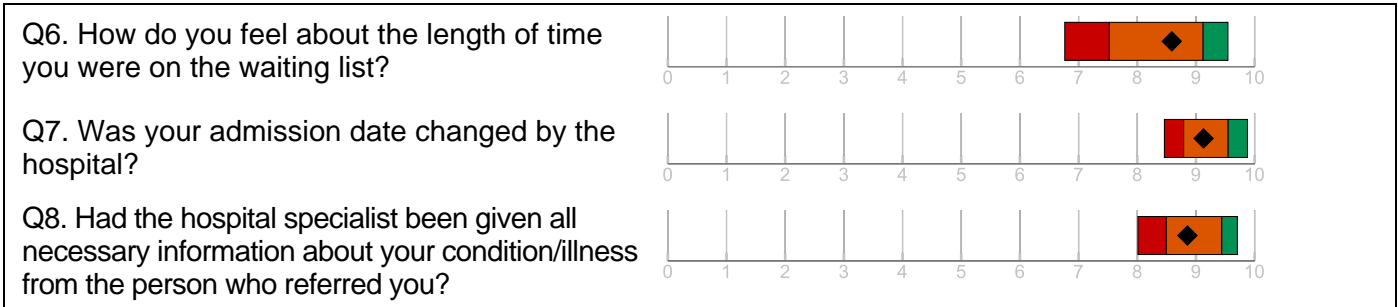 Q6. How do you feel about the length of time
you were on the waiting list?
0 1 2 3 4 5 6 7 8 9 10
Q7. Was your admission date changed by the
hospital?
0 1 2 3 4 5 6 7 8 9 10
Q8. Had the hospital specialist been given all
necessary information about your condition/illness
from the person who referred you?
0 1 2 3 4 5 6 7 8 9 10